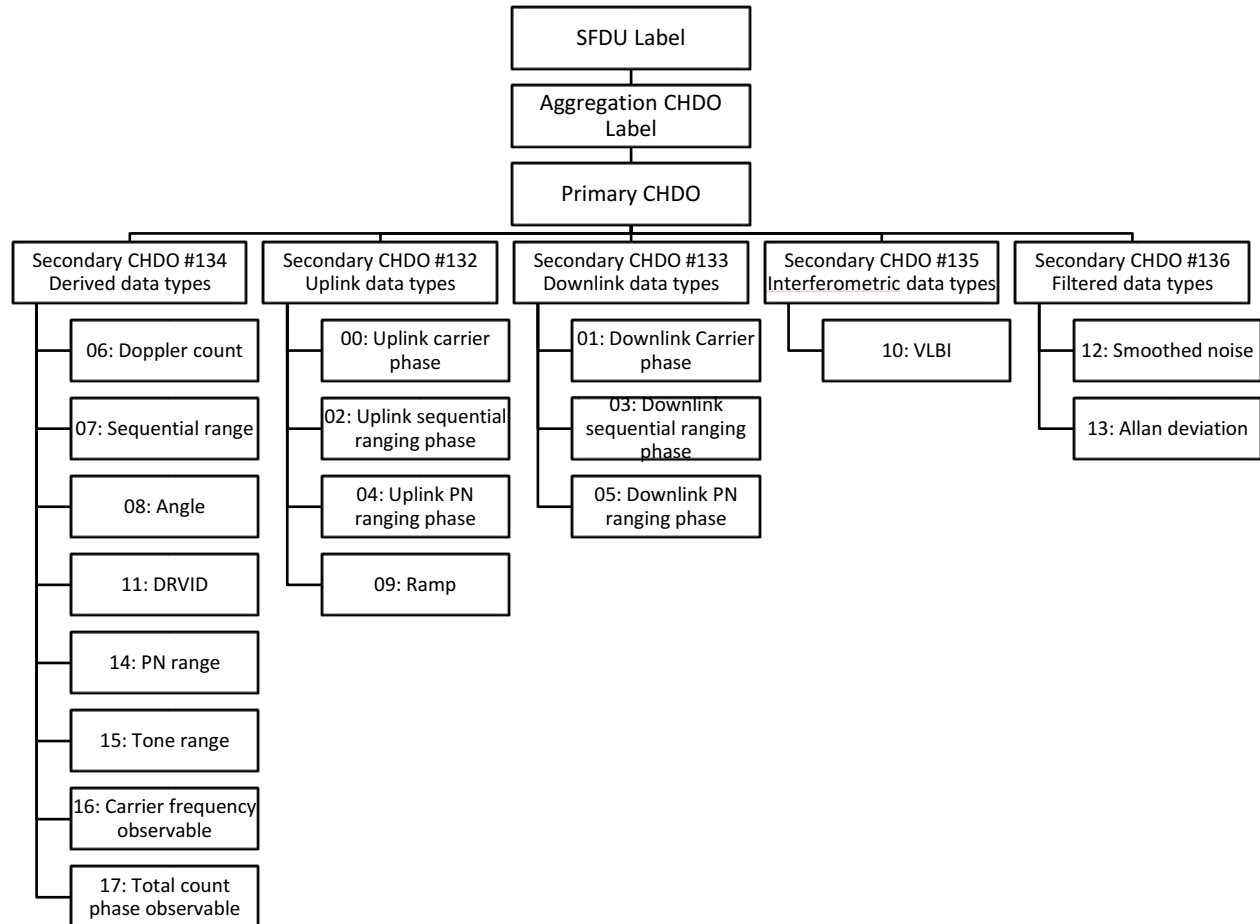 SFDU Label
Aggregation CHDO
Label
Primary CHDO
Secondary CHDO #134
Derived data types
06: Doppler count
07: Sequential range
08: Angle
11: DRVID
14: PN range
15: Tone range
16: Carrier frequency
observable
17: Total count
phase observable
Secondary CHDO #132
Uplink data types
00: Uplink carrier
phase
02: Uplink sequential
ranging phase
04: Uplink PN
ranging phase
09: Ramp
Secondary CHDO #133
Downlink data types
01: Downlink Carrier
phase
03: Downlink
sequential ranging
phase
05: Downlink PN
ranging phase
Secondary CHDO #135
Interferometric data types
10: VLBI
Secondary CHDO #136
Filtered data types
12: Smoothed noise
13: Allan deviation